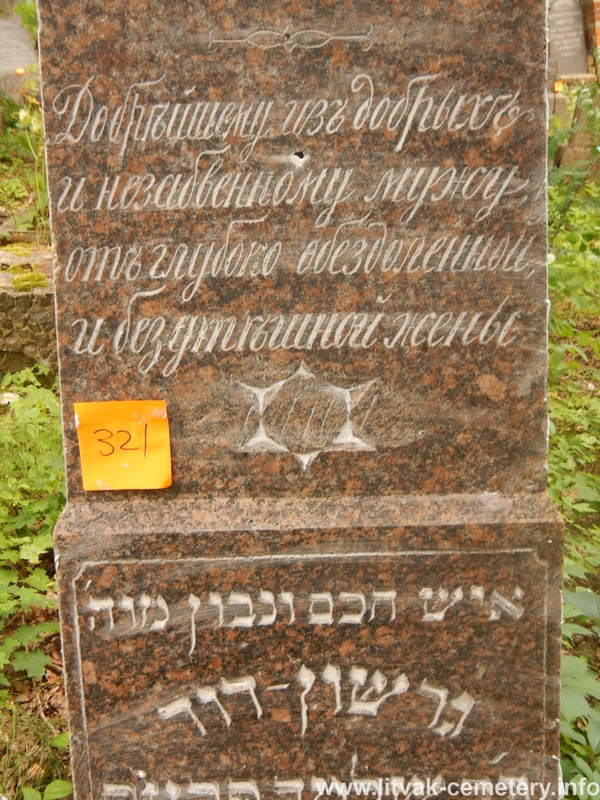 Добрѣйшему изъ добрыхъ
и незабвенному мужу
отъ глубоко обездоленной,
и безутѣшной жены
321
איש חכם ונבון מוה׳
גרשון-דוד
www.litvak-cemetery.info